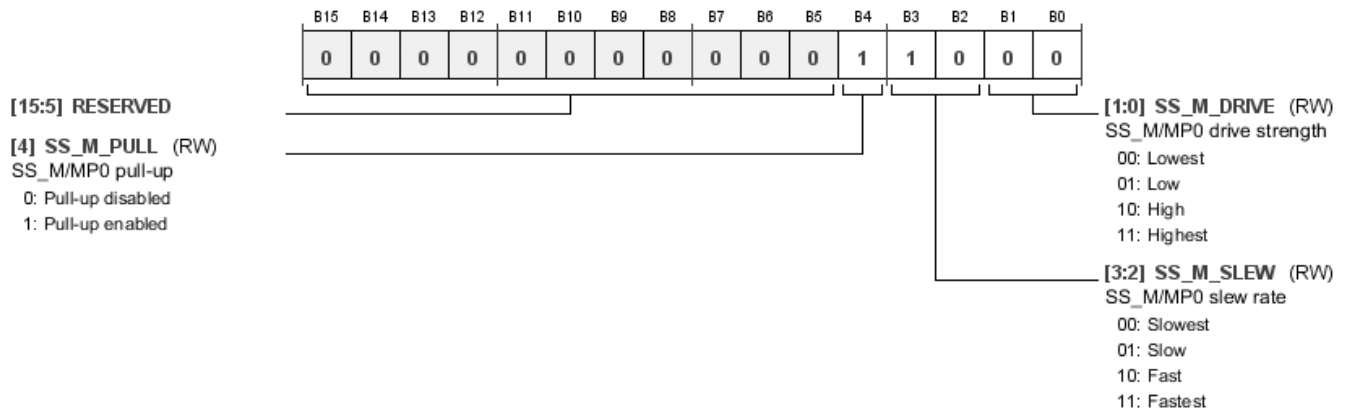 B15 B14 B13 B12 B11 B10 B9 B8 B7 B6 B5 B4 B3 B2 B1 B0
0 0 0 0 0 0 0 0 0 0 0 1 1 0 0 0
[15:5] RESERVED
[4] SS_M_PULL (RW)
SS_M/MP0 pull-up
0: Pull-up disabled
1: Pull-up enabled
[1:0] SS_M_DRIVE (RW)
SS_M/MP0 drive strength
00: Lowest
01: Low
10: High
11: Highest
[3:2] SS_M_SLEW (RW)
SS_M/MP0 slew rate
00: Slowest
01: Slow
10: Fast
11: Fastest